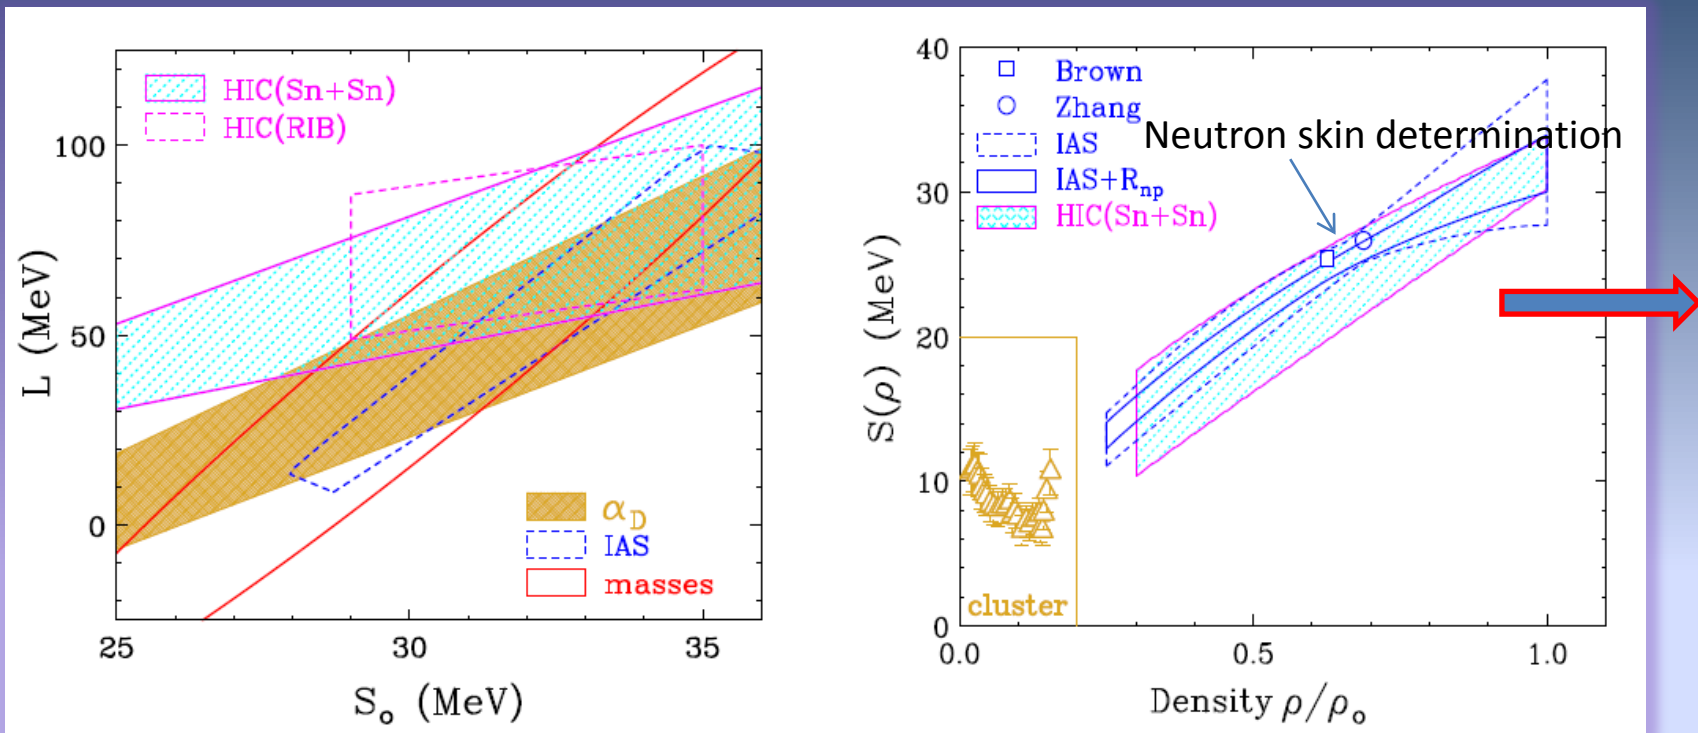 HIC(Sn+Sn)
HIC(RIB)
100
50
0
L (MeV)
α_D
IAS
masses
25
30
35
S_o (MeV)
40
30
20
10
0
S(ρ) (MeV)
Brown
Zhang
Neutron skin determination
IAS
IAS+R_np
HIC(Sn+Sn)
cluster
0.0
0.5
1.0
Density ρ/ρ_o